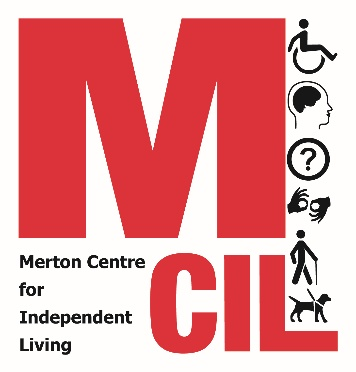 M
?
Merton Centre
for
Independent
Living
CIL